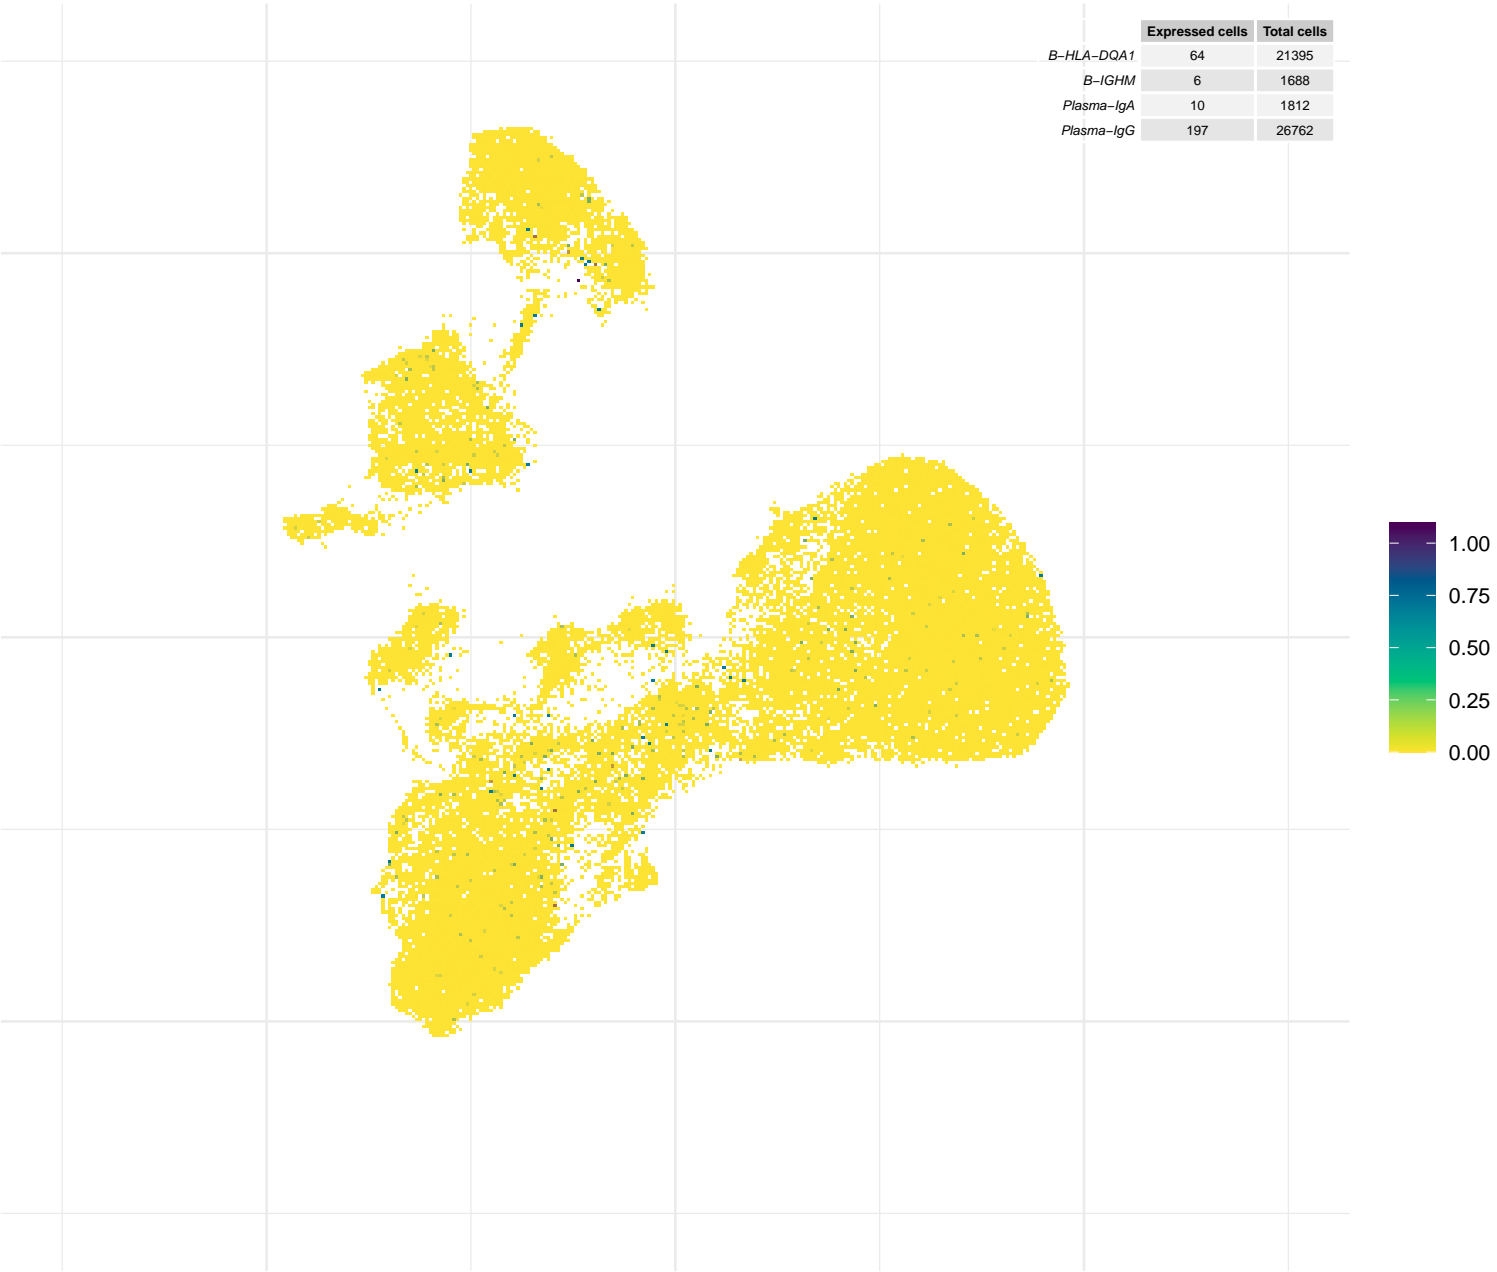 Expressed cells Total cells
B−HLA−DQA1 64 21395
B−IGHM 6 1688
Plasma−IgA 10 1812
Plasma−IgG 197 26762
1.00
0.75
0.50
0.25
0.00